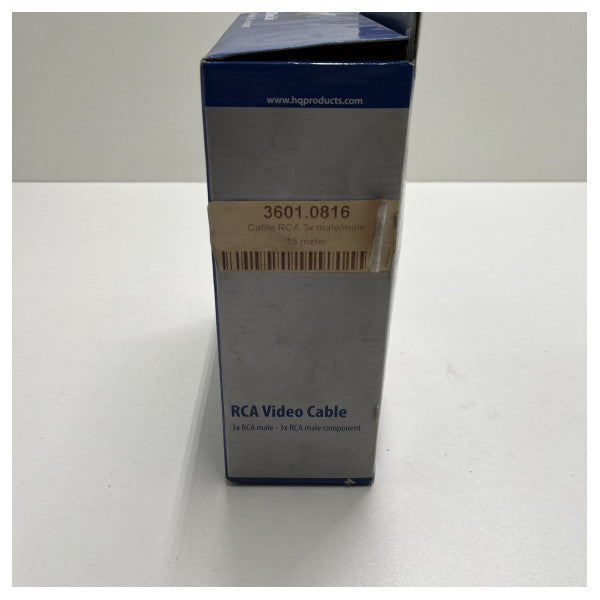 www.hqproducts.com
3601.0816
Cable RCA 3x male/male
15 meter
RCA Video Cable
3x RCA male – 3x RCA male component